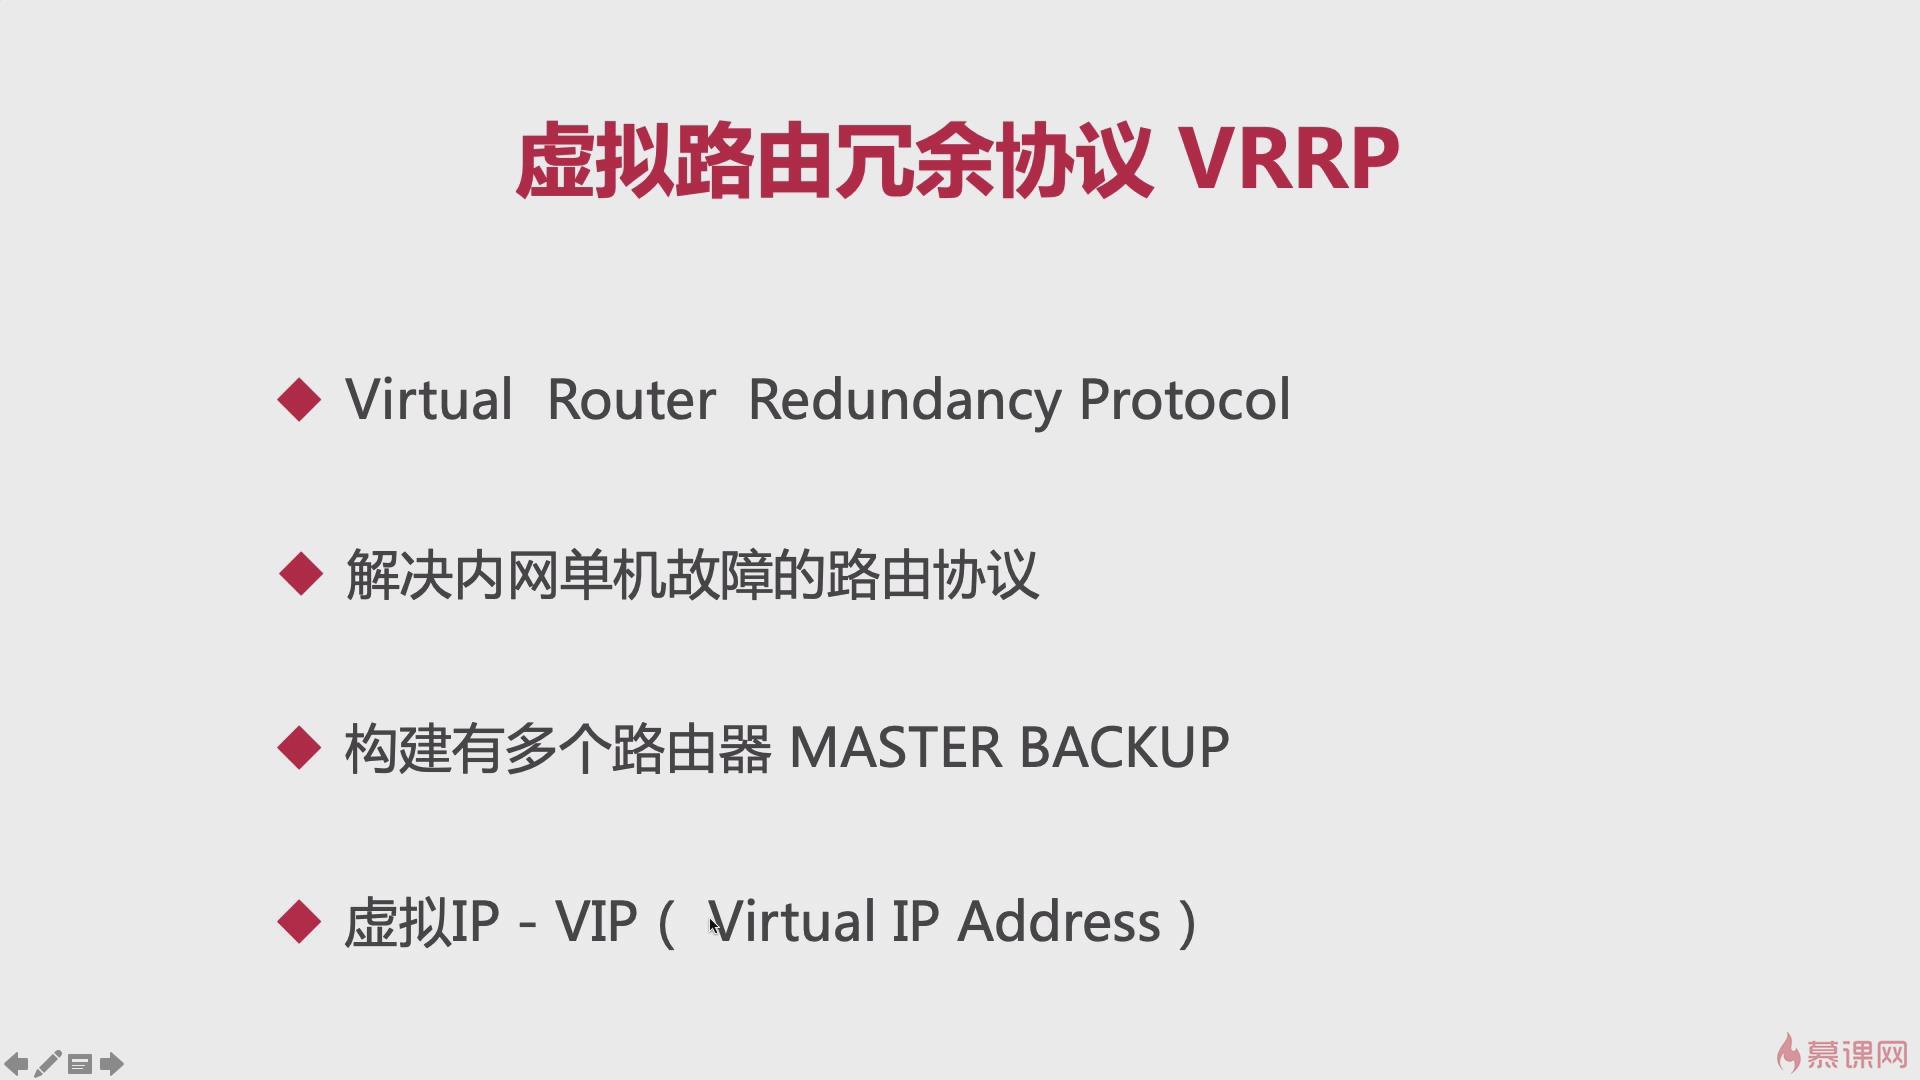 虚拟路由冗余协议 VRRP
Virtual Router Redundancy Protocol
解决内网单机故障的路由协议
构建有多个路由器 MASTER BACKUP
虚拟IP - VIP（ Virtual IP Address）
慕课网